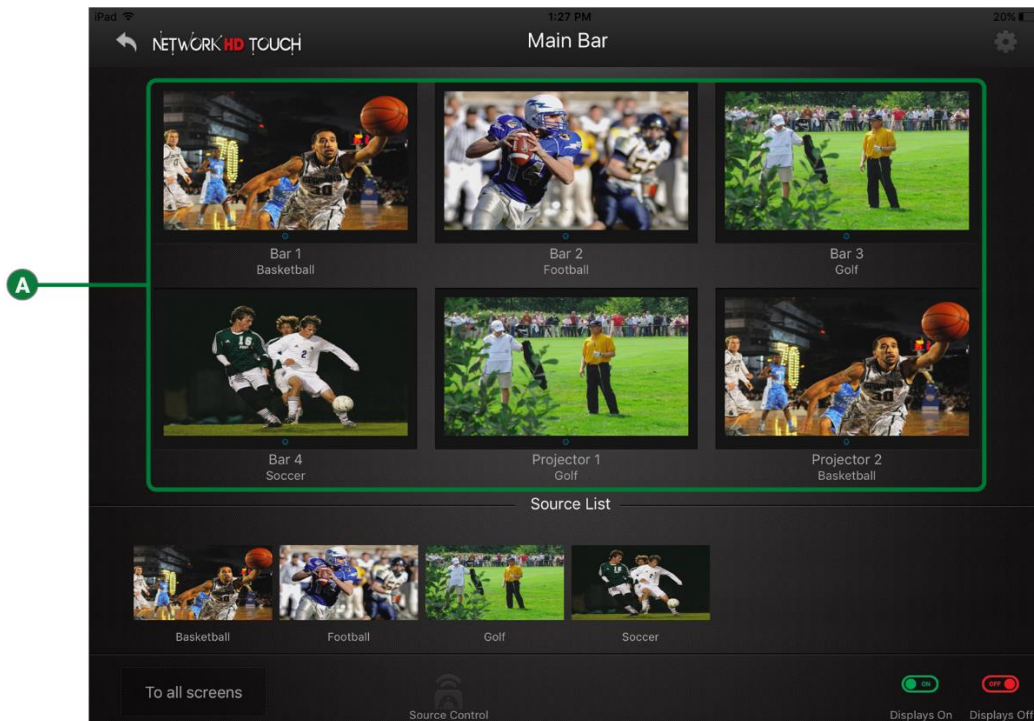 iPad 1:27 PM 20%
NETWORK HD TOUCH Main Bar
A
Bar 1 Bar 2 Bar 3
Basketball Football Golf
Bar 4 Projector 1 Projector 2
Soccer Golf Basketball
Source List
Basketball Football Golf Soccer
To all screens
ON OFF
Source Control Displays On Displays Off